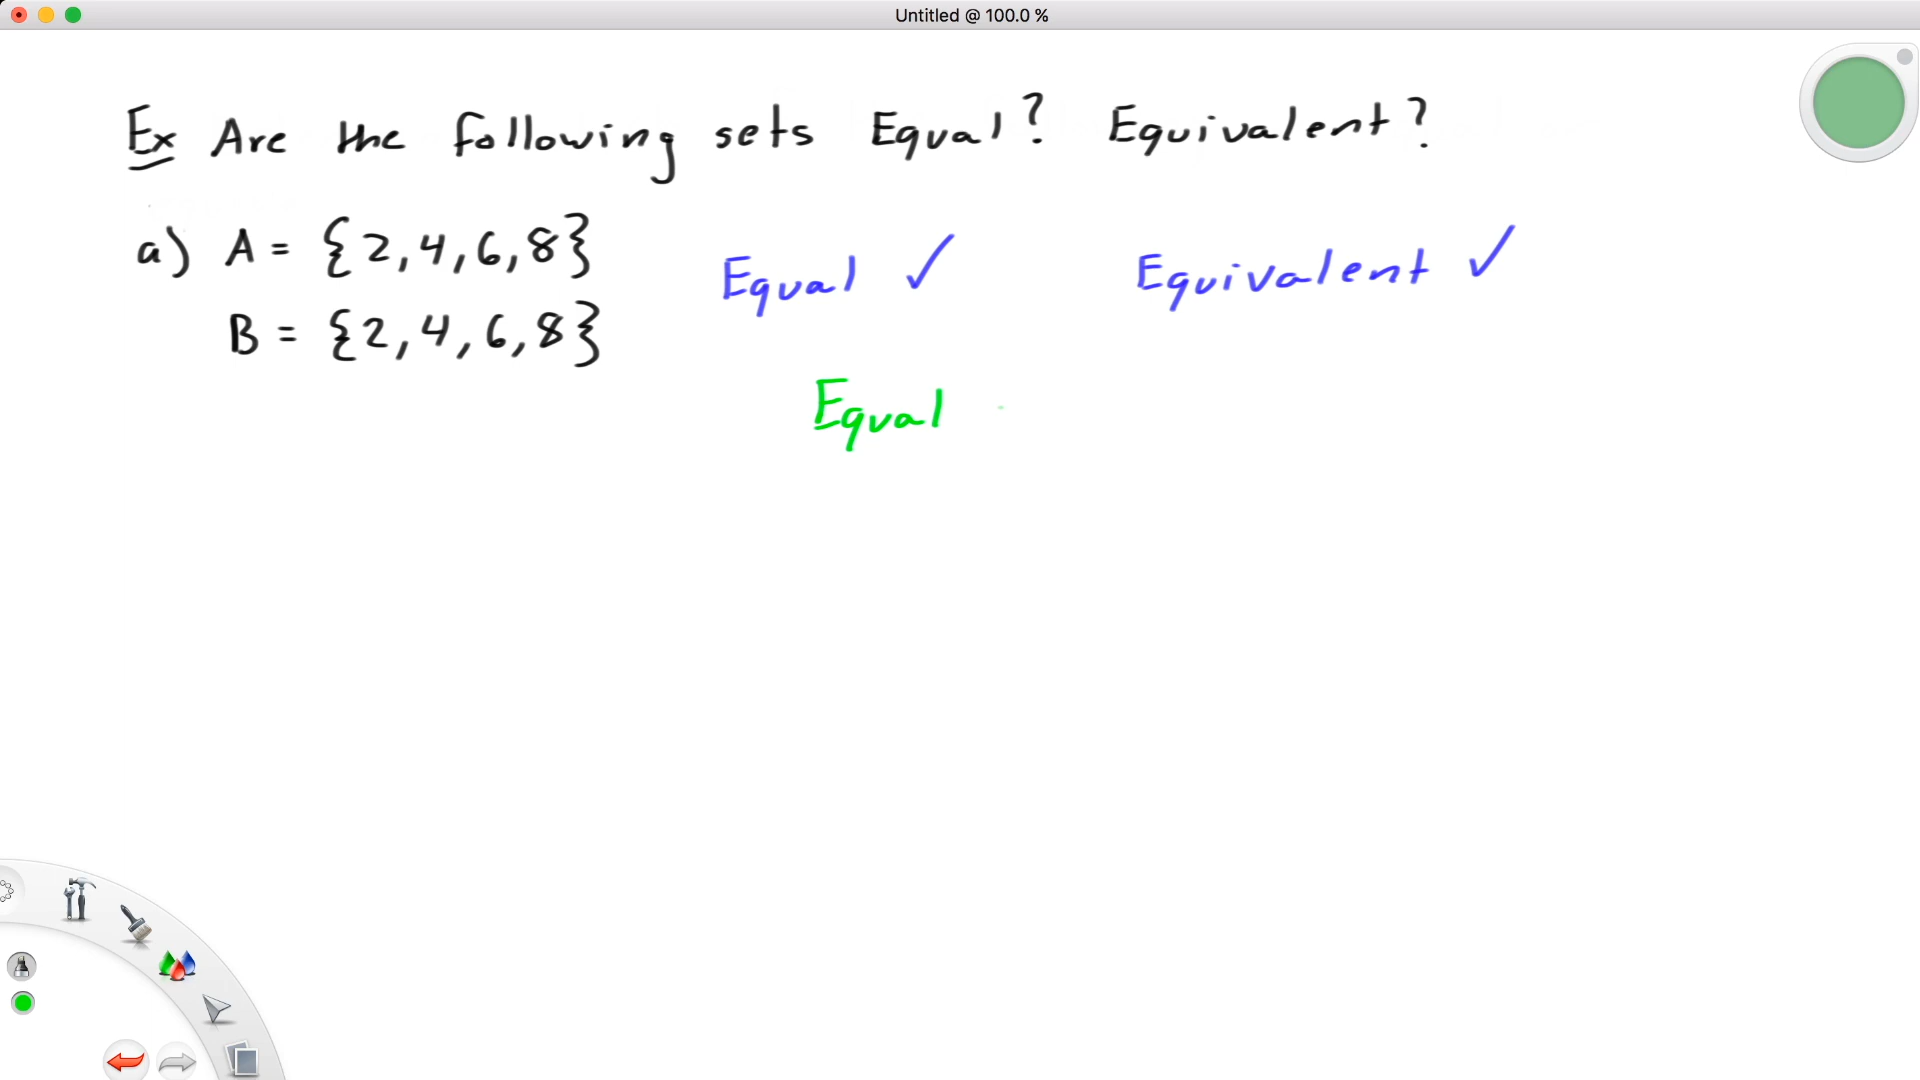 Untitled @ 100.0 %
Ex Are the following sets Equal? Equivalent?
a) A = {2,4,6,8} Equal ✓ Equivalent ✓
B = {2,4,6,8}
Equal